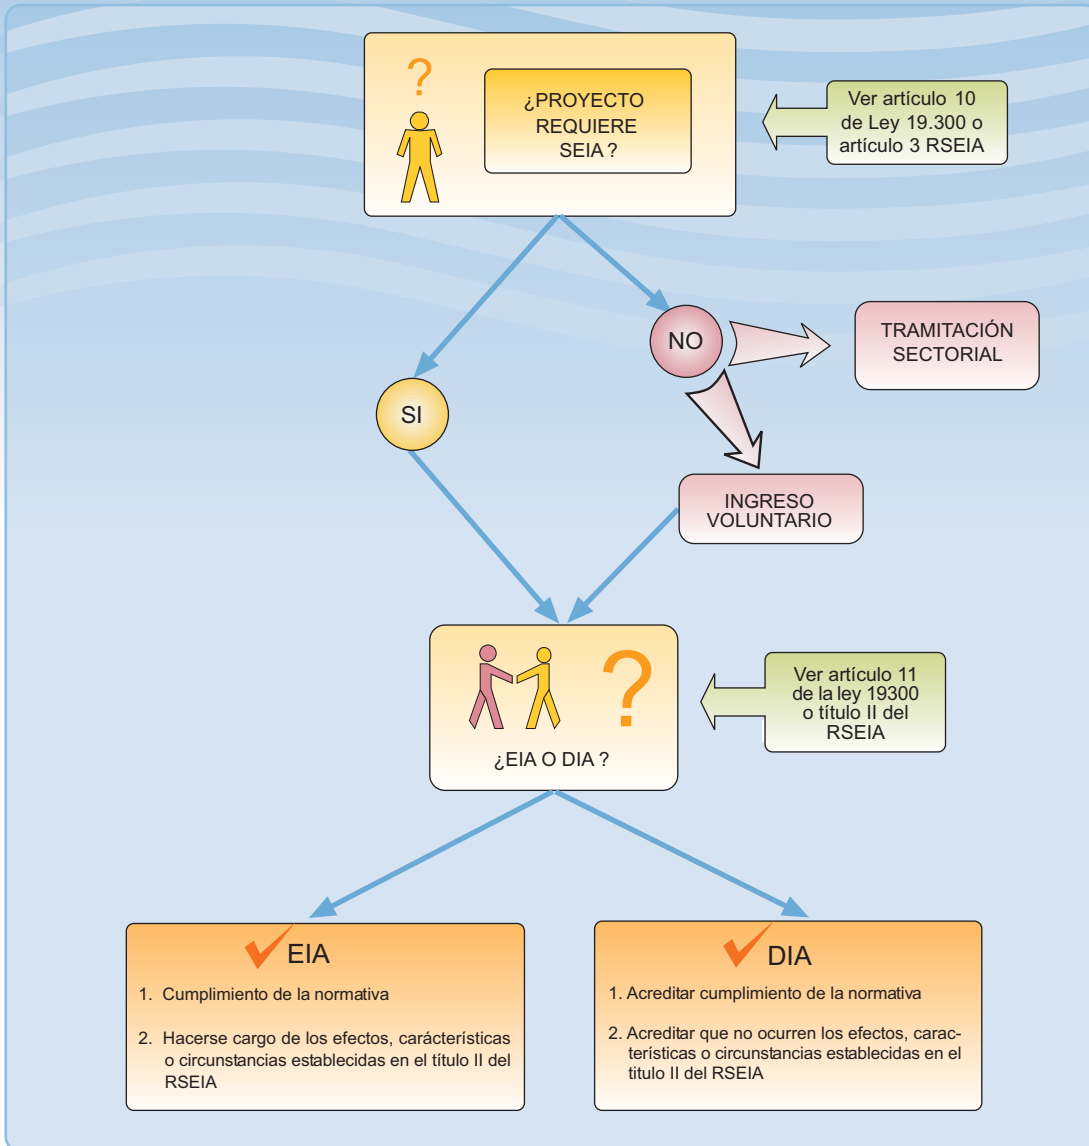 ?
¿PROYECTO
REQUIERE
SEIA ?
Ver artículo 10
de Ley 19.300 o
artículo 3 RSEIA
NO
TRAMITACIÓN
SECTORIAL
SI
INGRESO
VOLUNTARIO
?
¿EIA O DIA ?
Ver artículo 11
de la ley 19300
o título II del
RSEIA
EIA
1. Cumplimiento de la normativa
2. Hacerse cargo de los efectos, carácterísticas
o circunstancias establecidas en el título II del
RSEIA
DIA
1. Acreditar cumplimiento de la normativa
2. Acreditar que no ocurren los efectos, carac-
terísticas o circunstancias establecidas en el
titulo II del RSEIA